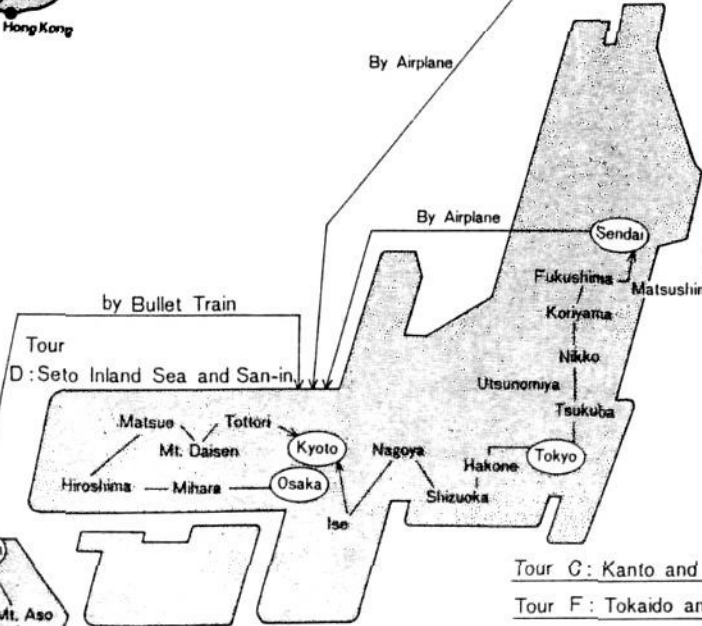 Hong Kong
By Airplane
By Airplane
Sendai
Fukushima
Matsushim
Koriyama
by Bullet Train
Tour
D: Seto Inland Sea and San-in
Nikko
Utsunomiya
Tsukuba
Matsue
Tottori
Mt. Daisen
Kyoto
Nagoya
Hakone
Tokyo
Hiroshima
Mihara
Osaka
Shizuoka
Ise
Mt. Aso
Tour C: Kanto and
Tour F: Tokaido an